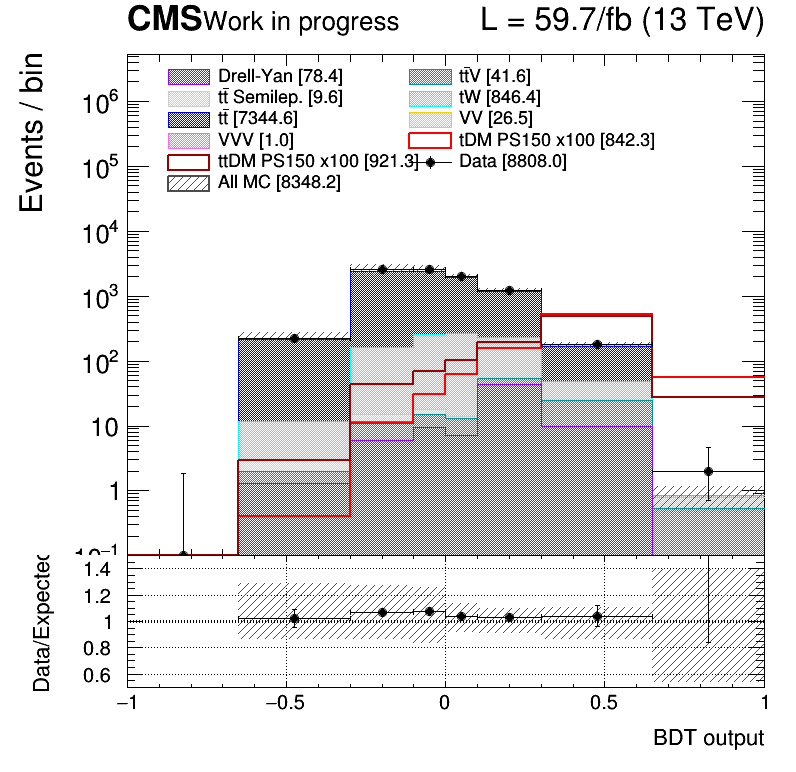 CMS Work in progress L = 59.7/fb (13 TeV)
Events / bin
Drell-Yan [78.4] tt̄V [41.6]
tt̄ Semilep. [9.6] tW [846.4]
tt̄ [7344.6] VV [26.5]
VVV [1.0] tDM PS150 x100 [842.3]
ttDM PS150 x100 [921.3] Data [8808.0]
All MC [8348.2]
10⁶
10⁵
10⁴
10³
10²
10
1
10⁻¹
Data/Expected
1.4
1.2
1
0.8
0.6
−1 −0.5 0 0.5 1
BDT output